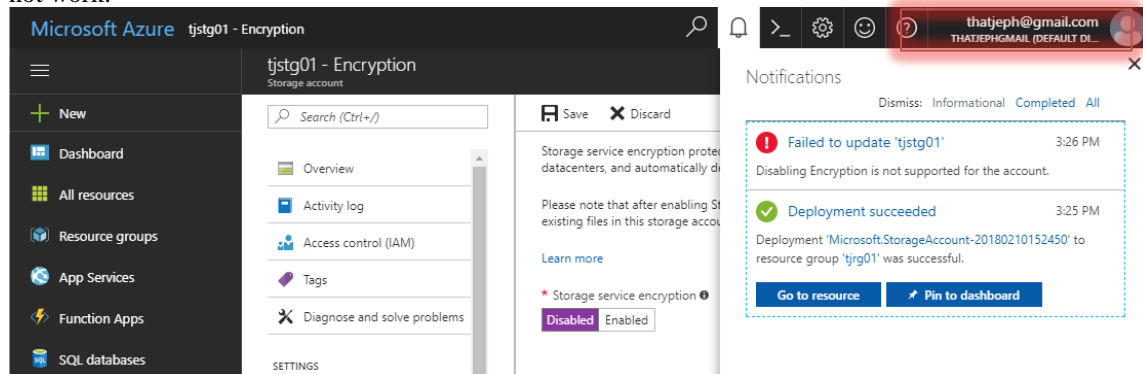 not work.
Microsoft Azure tjstg01 - Encryption
thatjeph@gmail.com
THATJEPHGMAIL (DEFAULT DI...
New
Dashboard
All resources
Resource groups
App Services
Function Apps
SQL databases
tjstg01 - Encryption
Storage account
Search (Ctrl+/)
Overview
Activity log
Access control (IAM)
Tags
Diagnose and solve problems
SETTINGS
Save Discard
Storage service encryption protec
datacenters, and automatically de
Please note that after enabling St
existing files in this storage accou
Learn more
* Storage service encryption
Disabled Enabled
Notifications
Dismiss: Informational Completed All
Failed to update 'tjstg01' 3:26 PM
Disabling Encryption is not supported for the account.
Deployment succeeded 3:25 PM
Deployment 'Microsoft.StorageAccount-20180210152450' to
resource group 'tjrg01' was successful.
Go to resource Pin to dashboard